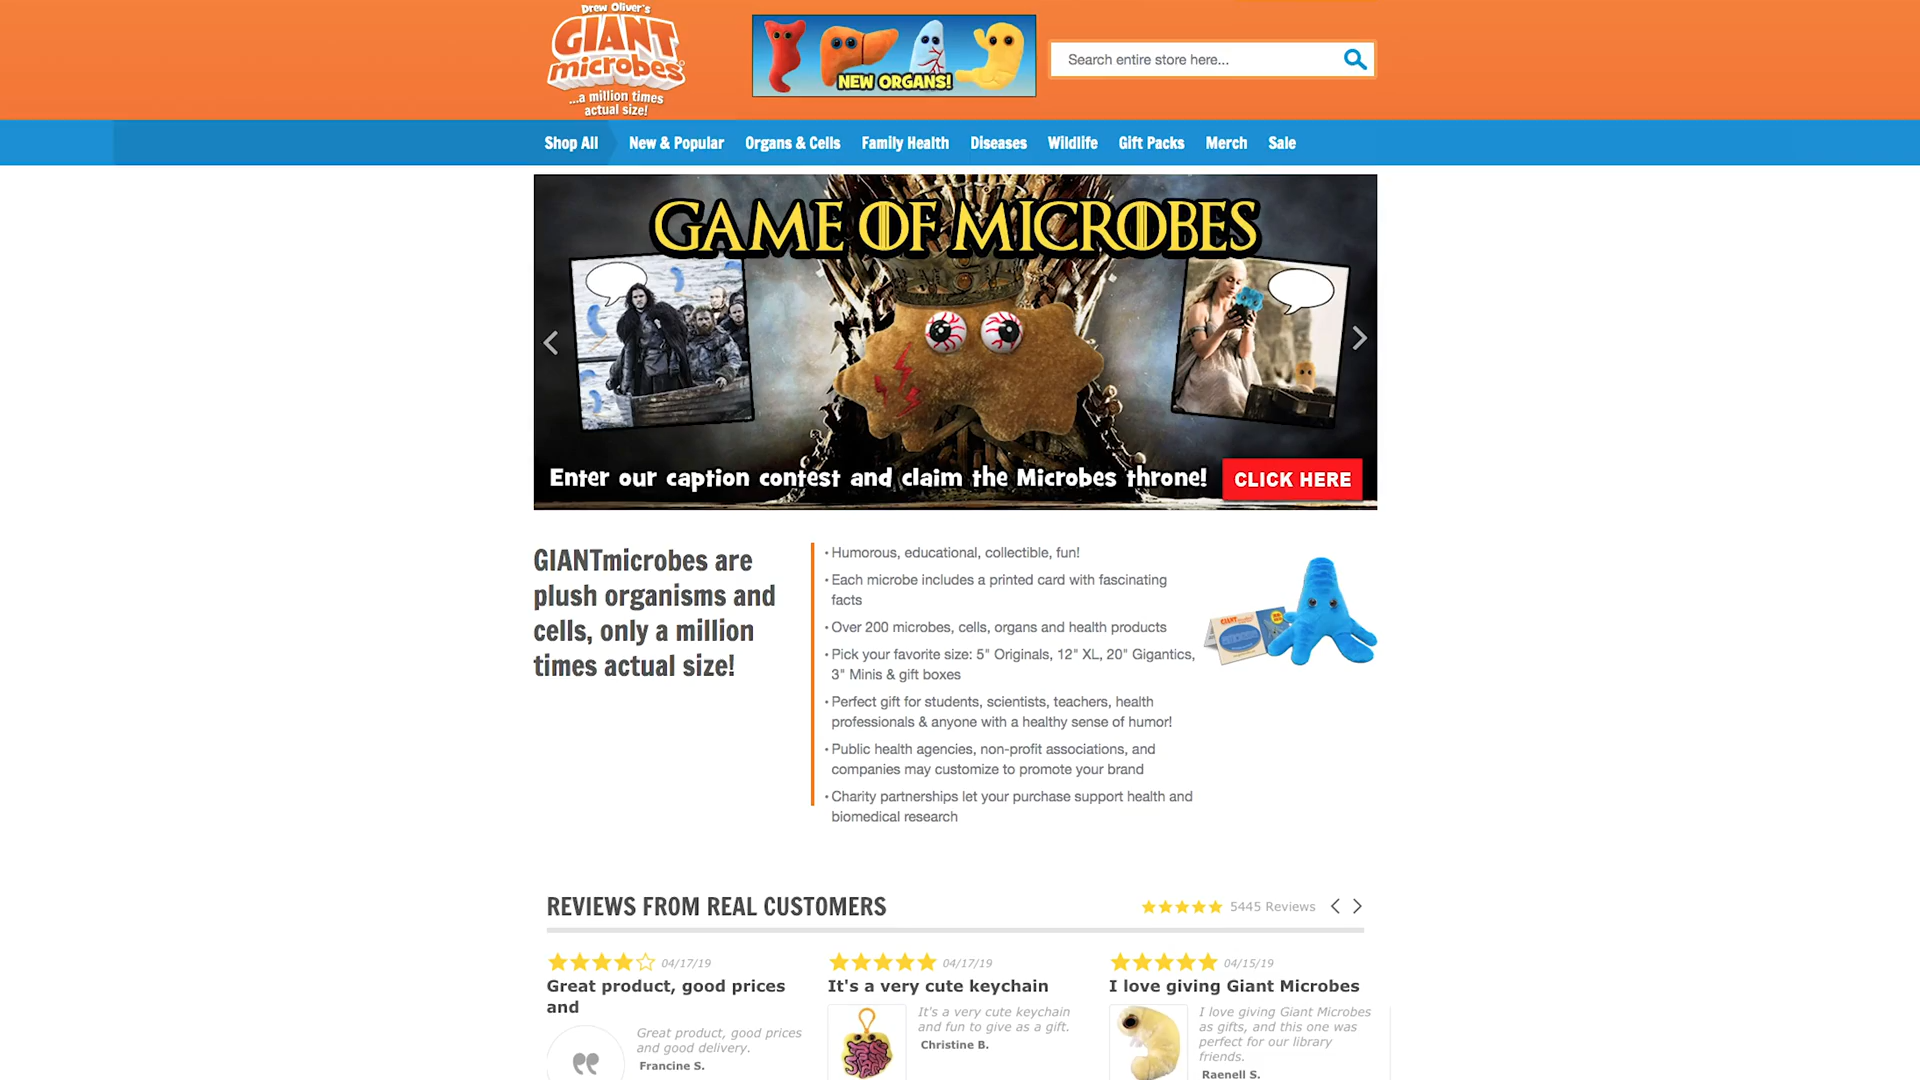 Drew Oliver's
GIANT
microbes
...a million times
actual size!
NEW ORGANS!
Search entire store here...
Shop All
New & Popular
Organs & Cells
Family Health
Diseases
Wildlife
Gift Packs
Merch
Sale
GAME OF MICROBES
Enter our caption contest and claim the Microbes throne!
CLICK HERE
GIANTmicrobes are
plush organisms and
cells, only a million
times actual size!
• Humorous, educational, collectible, fun!
• Each microbe includes a printed card with fascinating
facts
• Over 200 microbes, cells, organs and health products
• Pick your favorite size: 5" Originals, 12" XL, 20" Gigantics,
3" Minis & gift boxes
• Perfect gift for students, scientists, teachers, health
professionals & anyone with a healthy sense of humor!
• Public health agencies, non-profit associations, and
companies may customize to promote your brand
• Charity partnerships let your purchase support health and
biomedical research
REVIEWS FROM REAL CUSTOMERS
5445 Reviews
04/17/19
Great product, good prices
and
Great product, good prices
and good delivery.
Francine S.
04/17/19
It's a very cute keychain
It's a very cute keychain
and fun to give as a gift.
Christine B.
04/15/19
I love giving Giant Microbes
I love giving Giant Microbes
as gifts, and this one was
perfect for our library
friends.
Raenell S.